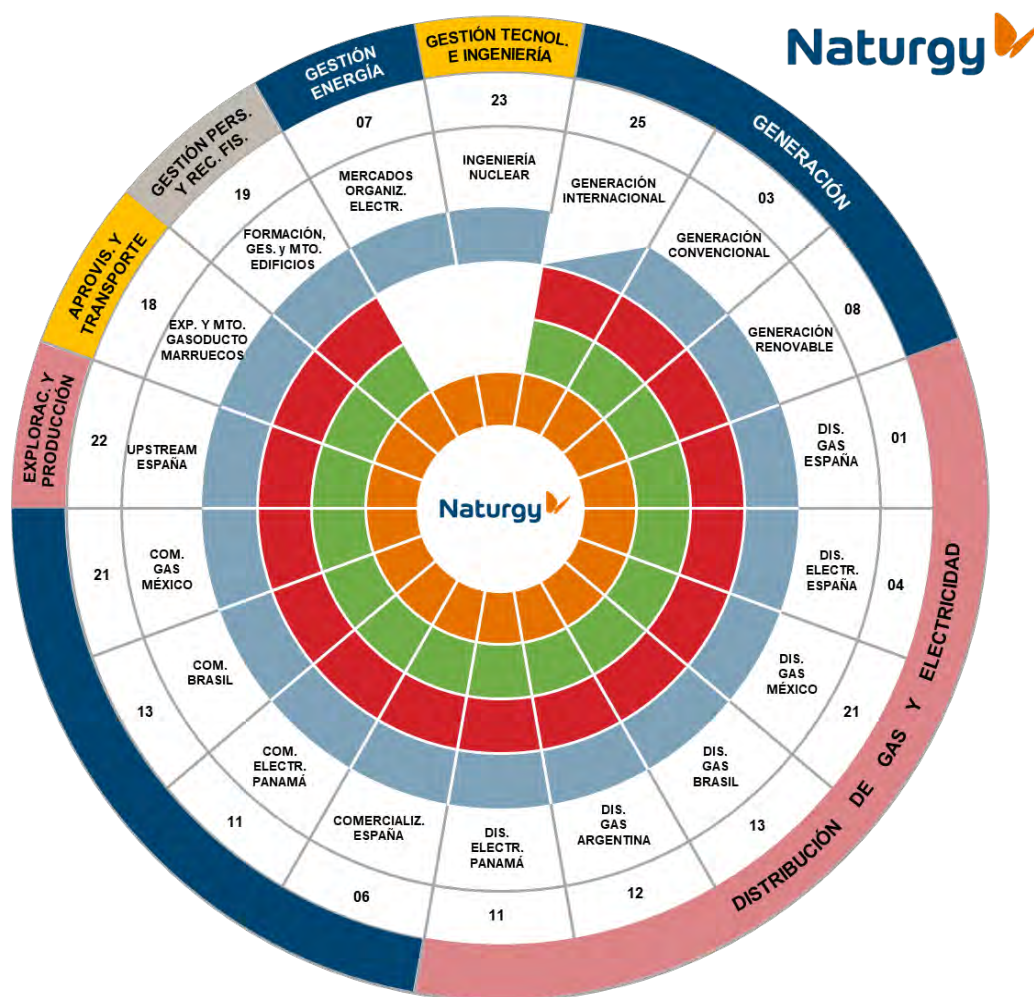 Naturgy
GESTIÓN TECNOL.
E INGENIERÍA
GESTIÓN
ENERGÍA
GENERACIÓN
GESTIÓN PERS.
Y REC. FIS.
APROVIS. Y
TRANSPORTE
EXPLORAC. Y
PRODUCCIÓN
DISTRIBUCIÓN DE GAS Y ELECTRICIDAD
23
INGENIERÍA
NUCLEAR
25
GENERACIÓN
INTERNACIONAL
03
GENERACIÓN
CONVENCIONAL
08
GENERACIÓN
RENOVABLE
01
DIS.
GAS
ESPAÑA
04
DIS.
ELECTR.
ESPAÑA
21
DIS.
GAS
MÉXICO
13
DIS.
GAS
BRASIL
12
DIS.
GAS
ARGENTINA
11
DIS.
ELECTR.
PANAMÁ
06
COMERCIALIZ.
ESPAÑA
11
COM.
ELECTR.
PANAMÁ
13
COM.
BRASIL
21
COM.
GAS
MÉXICO
22
UPSTREAM
ESPAÑA
18
EXP. Y MTO.
GASODUCTO
MARRUECOS
19
FORMACIÓN,
GES. y MTO.
EDIFICIOS
07
MERCADOS
ORGANIZ.
ELECTR.
Naturgy